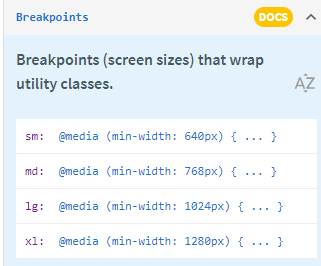 Breakpoints DOCS
Breakpoints (screen sizes) that wrap
utility classes.
AZ
sm: @media (min-width: 640px) { ... }
md: @media (min-width: 768px) { ... }
lg: @media (min-width: 1024px) { ... }
xl: @media (min-width: 1280px) { ... }